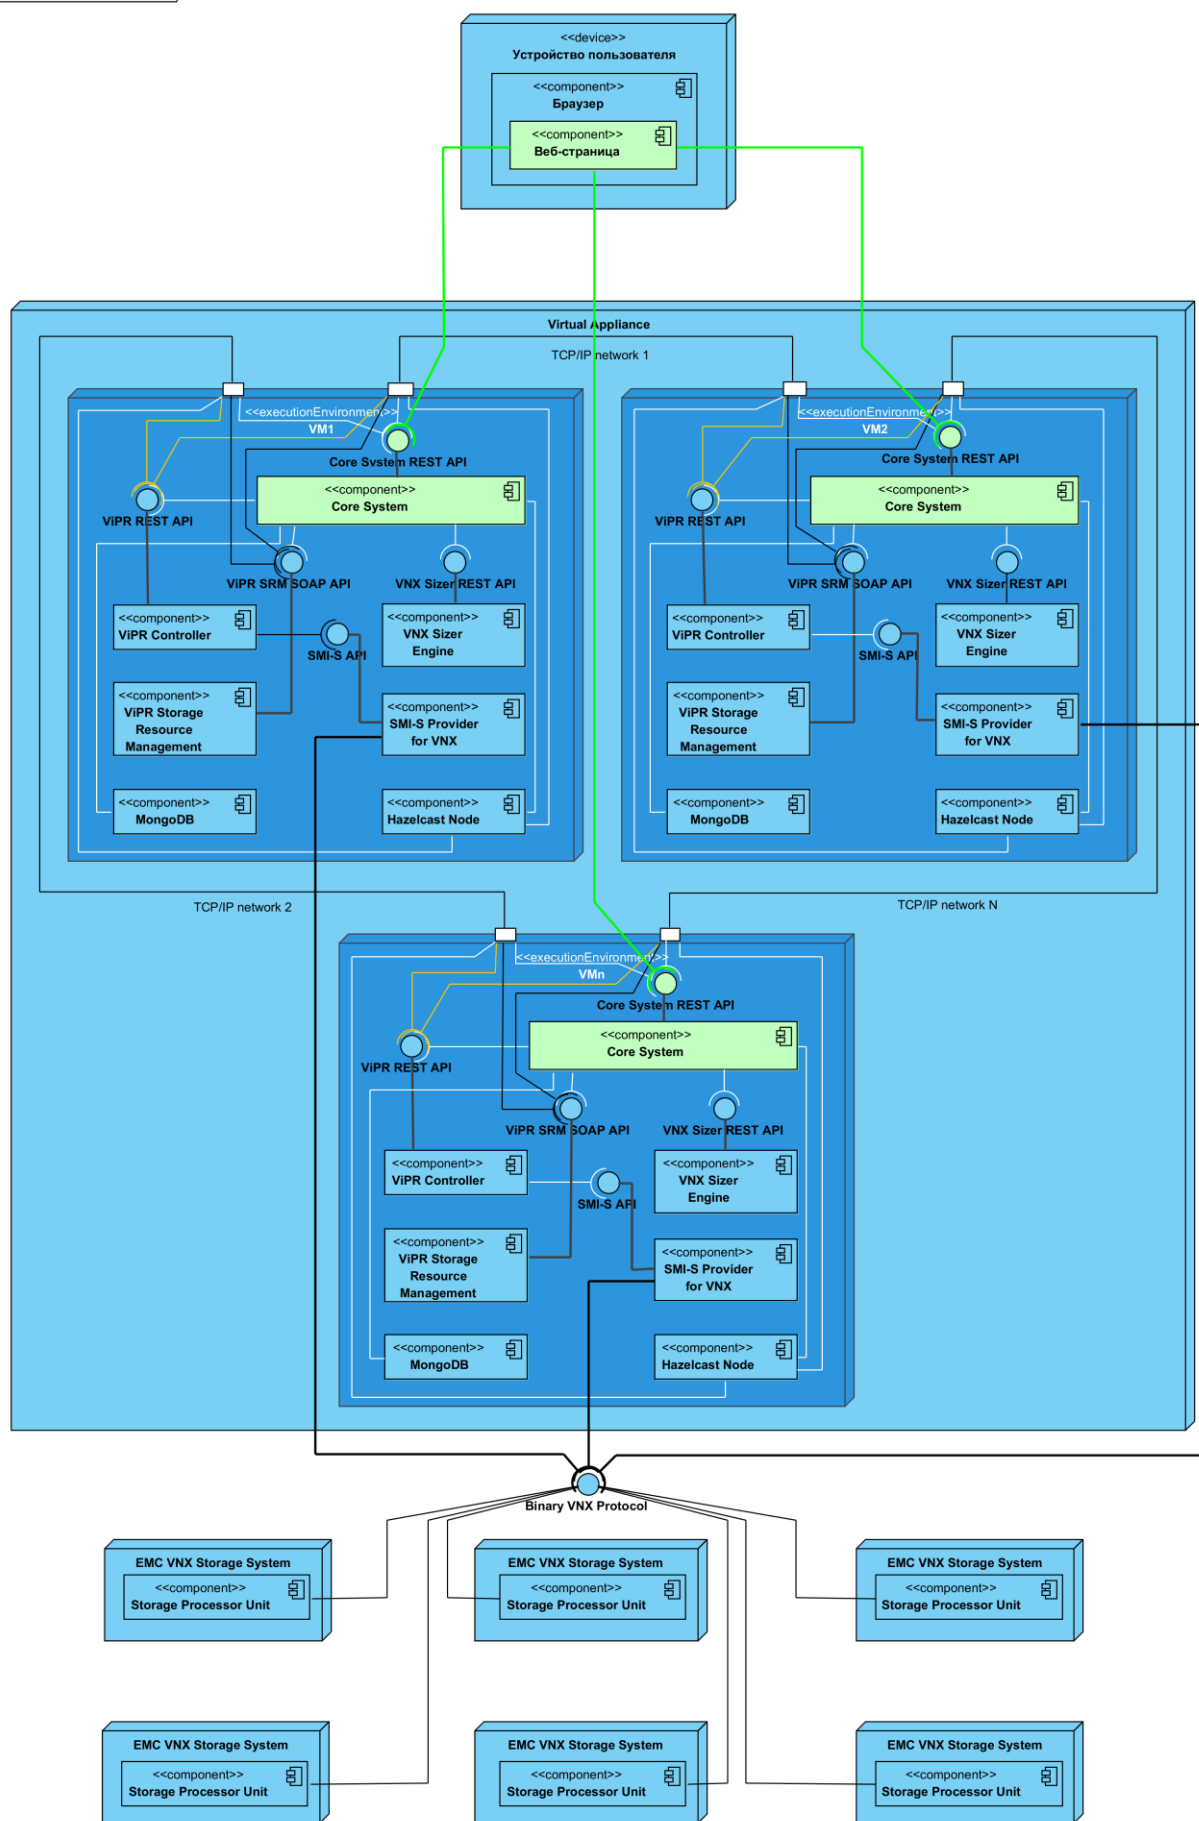 <<device>>
Устройство пользователя
<<component>>
Браузер
<<component>>
Веб-страница
Virtual Appliance
TCP/IP network 1
<<executionEnvironment>>
VM1
Core System REST API
<<component>>
Core System
ViPR REST API
ViPR SRM SOAP API
VNX Sizer REST API
<<component>>
ViPR Controller
SMI-S API
<<component>>
VNX Sizer
Engine
<<component>>
ViPR Storage
Resource
Management
<<component>>
SMI-S Provider
for VNX
<<component>>
MongoDB
<<component>>
Hazelcast Node
<<executionEnvironment>>
VM2
Core System REST API
<<component>>
Core System
ViPR REST API
ViPR SRM SOAP API
VNX Sizer REST API
<<component>>
ViPR Controller
SMI-S API
<<component>>
VNX Sizer
Engine
<<component>>
ViPR Storage
Resource
Management
<<component>>
SMI-S Provider
for VNX
<<component>>
MongoDB
<<component>>
Hazelcast Node
TCP/IP network 2
TCP/IP network N
<<executionEnvironment>>
VMn
Core System REST API
<<component>>
Core System
ViPR REST API
ViPR SRM SOAP API
VNX Sizer REST API
<<component>>
ViPR Controller
SMI-S API
<<component>>
VNX Sizer
Engine
<<component>>
ViPR Storage
Resource
Management
<<component>>
SMI-S Provider
for VNX
<<component>>
MongoDB
<<component>>
Hazelcast Node
Binary VNX Protocol
EMC VNX Storage System
<<component>>
Storage Processor Unit
EMC VNX Storage System
<<component>>
Storage Processor Unit
EMC VNX Storage System
<<component>>
Storage Processor Unit
EMC VNX Storage System
<<component>>
Storage Processor Unit
EMC VNX Storage System
<<component>>
Storage Processor Unit
EMC VNX Storage System
<<component>>
Storage Processor Unit